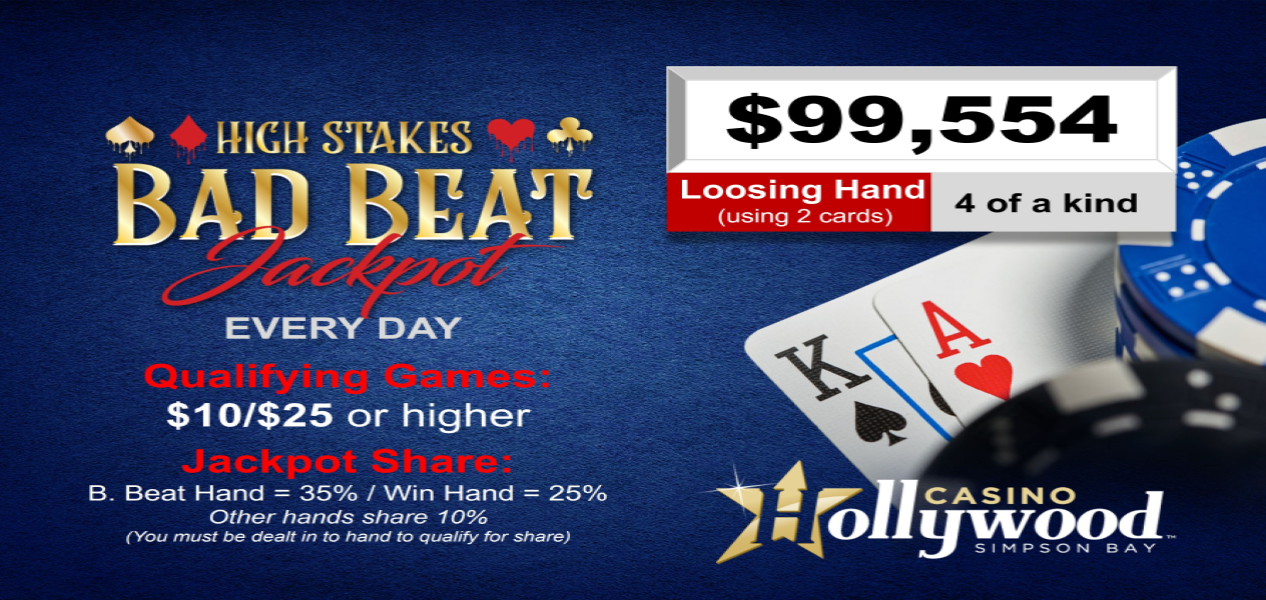 HIGH STAKES
BAD BEAT
Jackpot
EVERY DAY
Qualifying Games:
$10/$25 or higher
Jackpot Share:
B. Beat Hand = 35% / Win Hand = 25%
Other hands share 10%
(You must be dealt in to hand to qualify for share)
$99,554
Loosing Hand
(using 2 cards)
4 of a kind
K
A
CASINO
Hollywood™
SIMPSON BAY